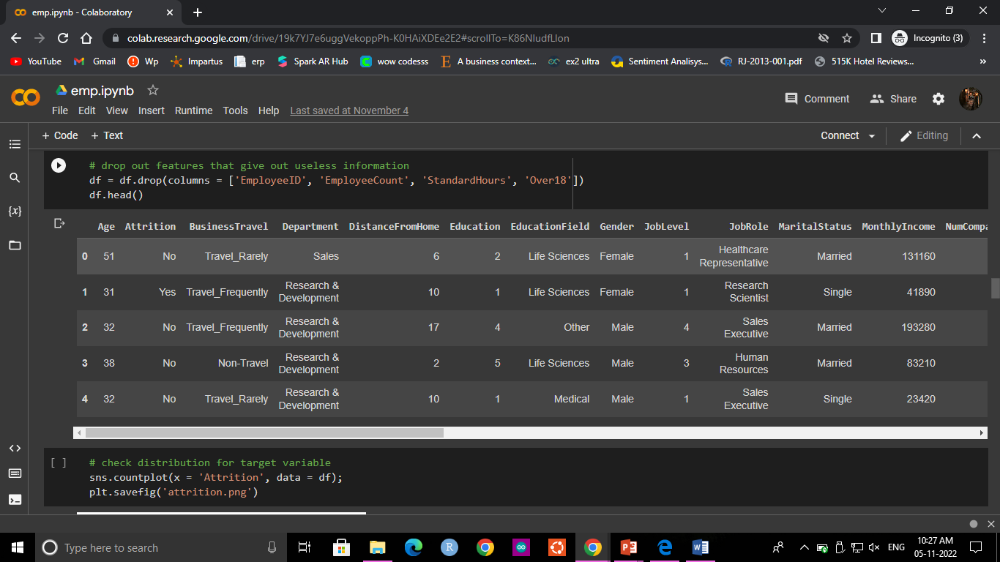 emp.ipynb - Colaboratory
colab.research.google.com/drive/19k7YJ7e6uggVekoppPh-K0HAiXDEe2E2#scrollTo=K86NIudfLIon
Incognito (3)
YouTube Gmail Wp Impartus erp Spark AR Hub wow codesss A business context... ex2 ultra Sentiment Analisys... RJ-2013-001.pdf 515K Hotel Reviews... »
emp.ipynb
Comment Share
File Edit View Insert Runtime Tools Help Last saved at November 4
+ Code + Text Connect Editing
# drop out features that give out useless information
df = df.drop(columns = ['EmployeeID', 'EmployeeCount', 'StandardHours', 'Over18'])
df.head()
Age Attrition BusinessTravel Department DistanceFromHome Education EducationField Gender JobLevel JobRole MaritalStatus MonthlyIncome NumCompa
0 51 No Travel_Rarely Sales 6 2 Life Sciences Female 1 Healthcare Representative Married 131160
1 31 Yes Travel_Frequently Research & Development 10 1 Life Sciences Female 1 Research Scientist Single 41890
2 32 No Travel_Frequently Research & Development 17 4 Other Male 4 Sales Executive Married 193280
3 38 No Non-Travel Research & Development 2 5 Life Sciences Male 3 Human Resources Married 83210
4 32 No Travel_Rarely Research & Development 10 1 Medical Male 1 Sales Executive Single 23420
[ ] # check distribution for target variable
sns.countplot(x = 'Attrition', data = df);
plt.savefig('attrition.png')
Type here to search
ENG
10:27 AM
05-11-2022